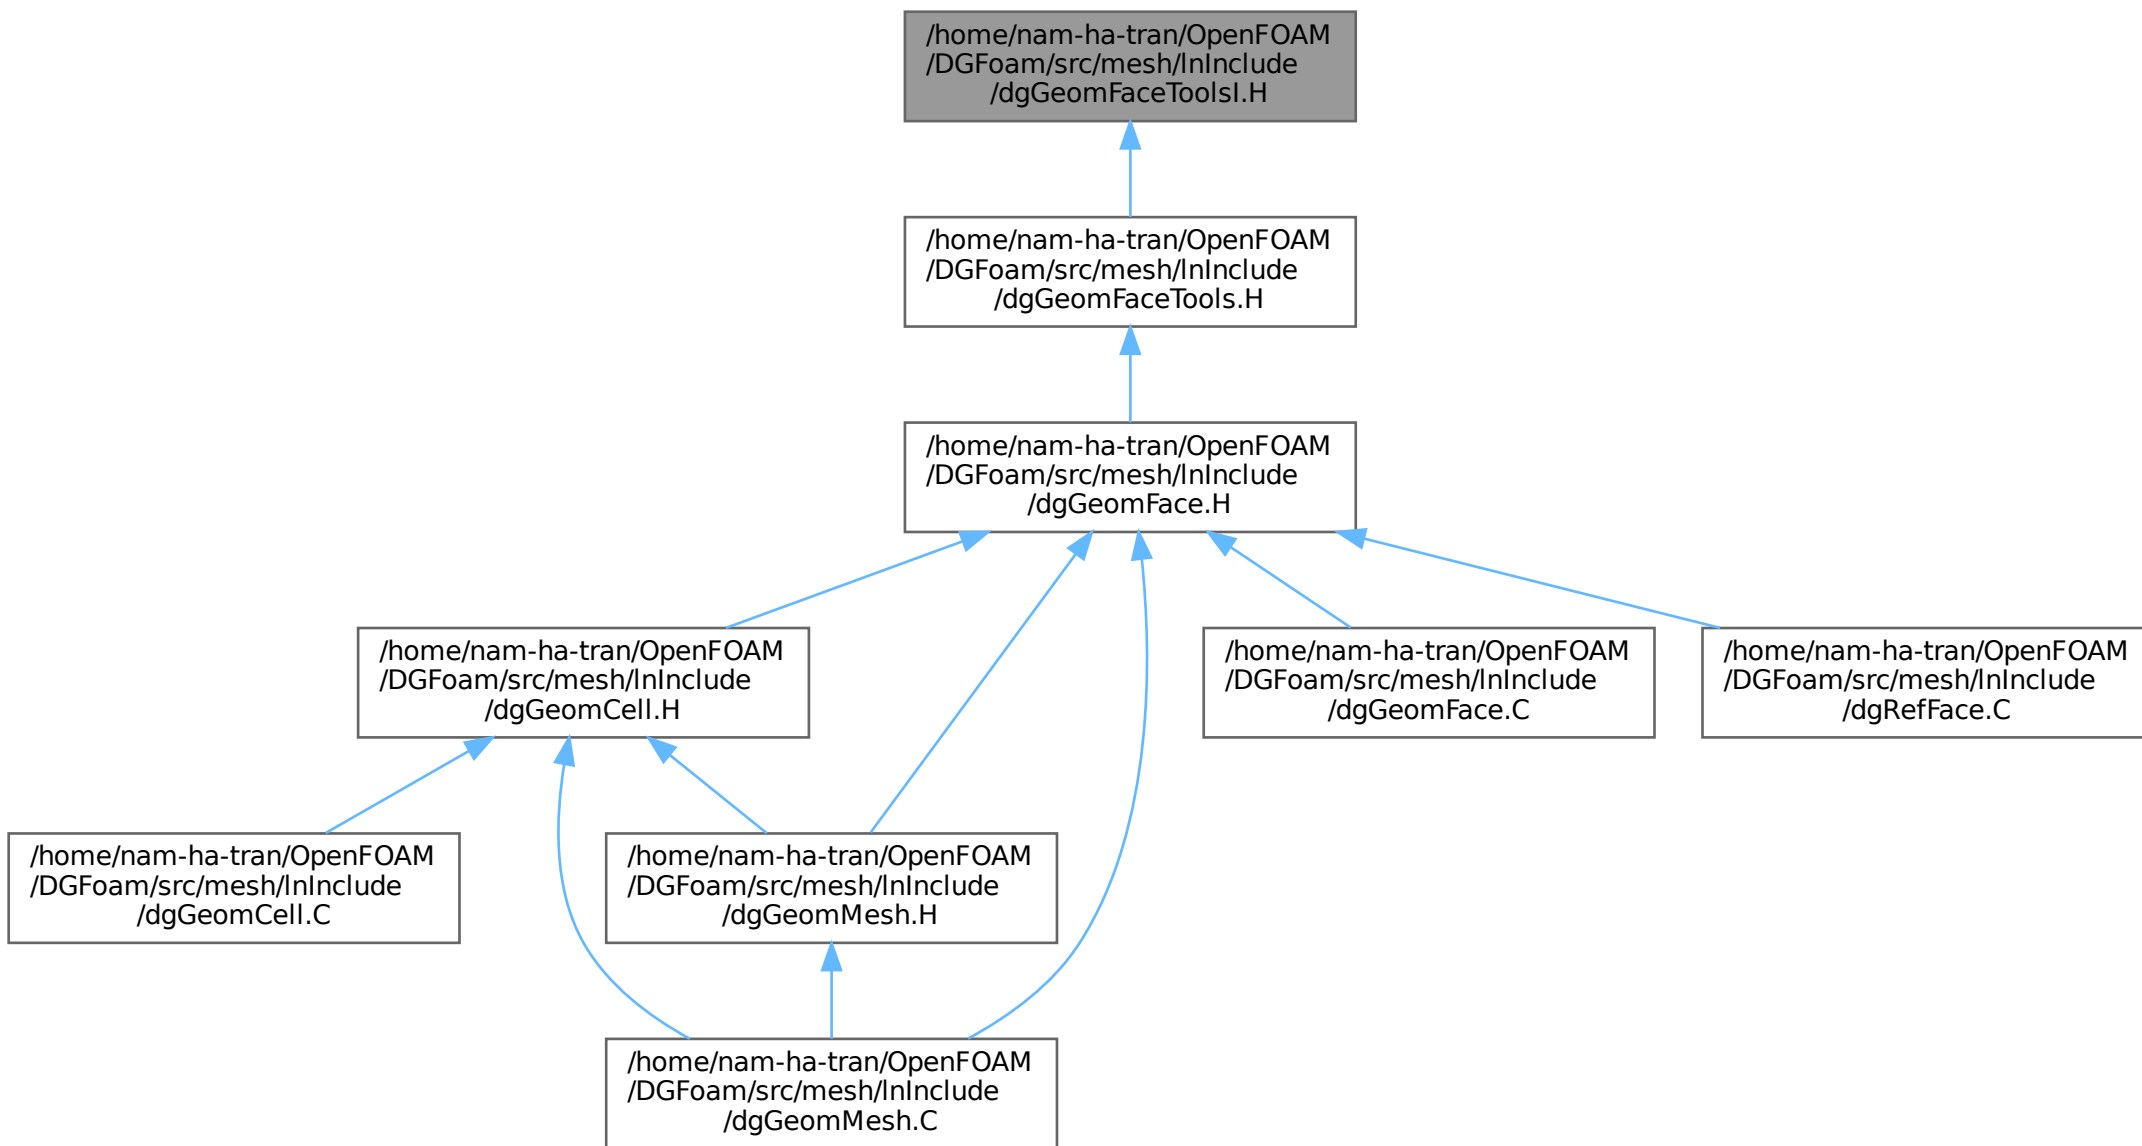 /home/nam-ha-tran/OpenFOAM
/DGFoam/src/mesh/lnInclude
/dgGeomFaceToolsI.H
/home/nam-ha-tran/OpenFOAM
/DGFoam/src/mesh/lnInclude
/dgGeomFaceTools.H
/home/nam-ha-tran/OpenFOAM
/DGFoam/src/mesh/lnInclude
/dgGeomFace.H
/home/nam-ha-tran/OpenFOAM
/DGFoam/src/mesh/lnInclude
/dgGeomCell.H
/home/nam-ha-tran/OpenFOAM
/DGFoam/src/mesh/lnInclude
/dgGeomFace.C
/home/nam-ha-tran/OpenFOAM
/DGFoam/src/mesh/lnInclude
/dgRefFace.C
/home/nam-ha-tran/OpenFOAM
/DGFoam/src/mesh/lnInclude
/dgGeomCell.C
/home/nam-ha-tran/OpenFOAM
/DGFoam/src/mesh/lnInclude
/dgGeomMesh.H
/home/nam-ha-tran/OpenFOAM
/DGFoam/src/mesh/lnInclude
/dgGeomMesh.C